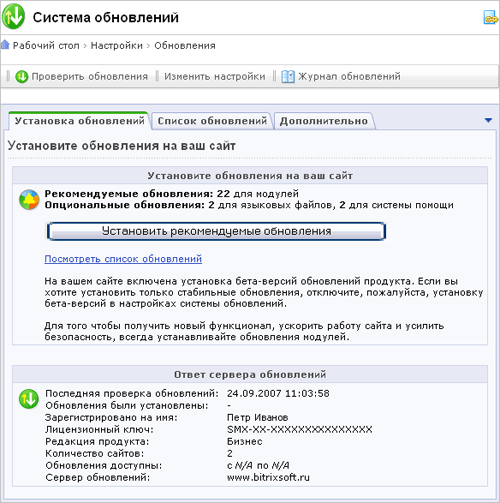 Система обновлений
Рабочий стол › Настройки › Обновления
Проверить обновления | Изменить настройки | Журнал обновлений
Установка обновлений Список обновлений Дополнительно
Установите обновления на ваш сайт
Установите обновления на ваш сайт
Рекомендуемые обновления: 22 для модулей
Опциональные обновления: 2 для языковых файлов, 2 для системы помощи
Установить рекомендуемые обновления
Посмотреть список обновлений
На вашем сайте включена установка бета-версий обновлений продукта. Если вы
хотите установить только стабильные обновления, отключите, пожалуйста, установку
бета-версий в настройках системы обновлений.
Для того чтобы получить новый функционал, ускорить работу сайта и усилить
безопасность, всегда устанавливайте обновления модулей.
Ответ сервера обновлений
Последняя проверка обновлений: 24.09.2007 11:03:58
Обновления были установлены: -
Зарегистрировано на имя: Петр Иванов
Лицензионный ключ: SMX-XX-XXXXXXXXXXXXXXX
Редакция продукта: Бизнес
Количество сайтов: 2
Обновления доступны: с N/A по N/A
Сервер обновлений: www.bitrixsoft.ru